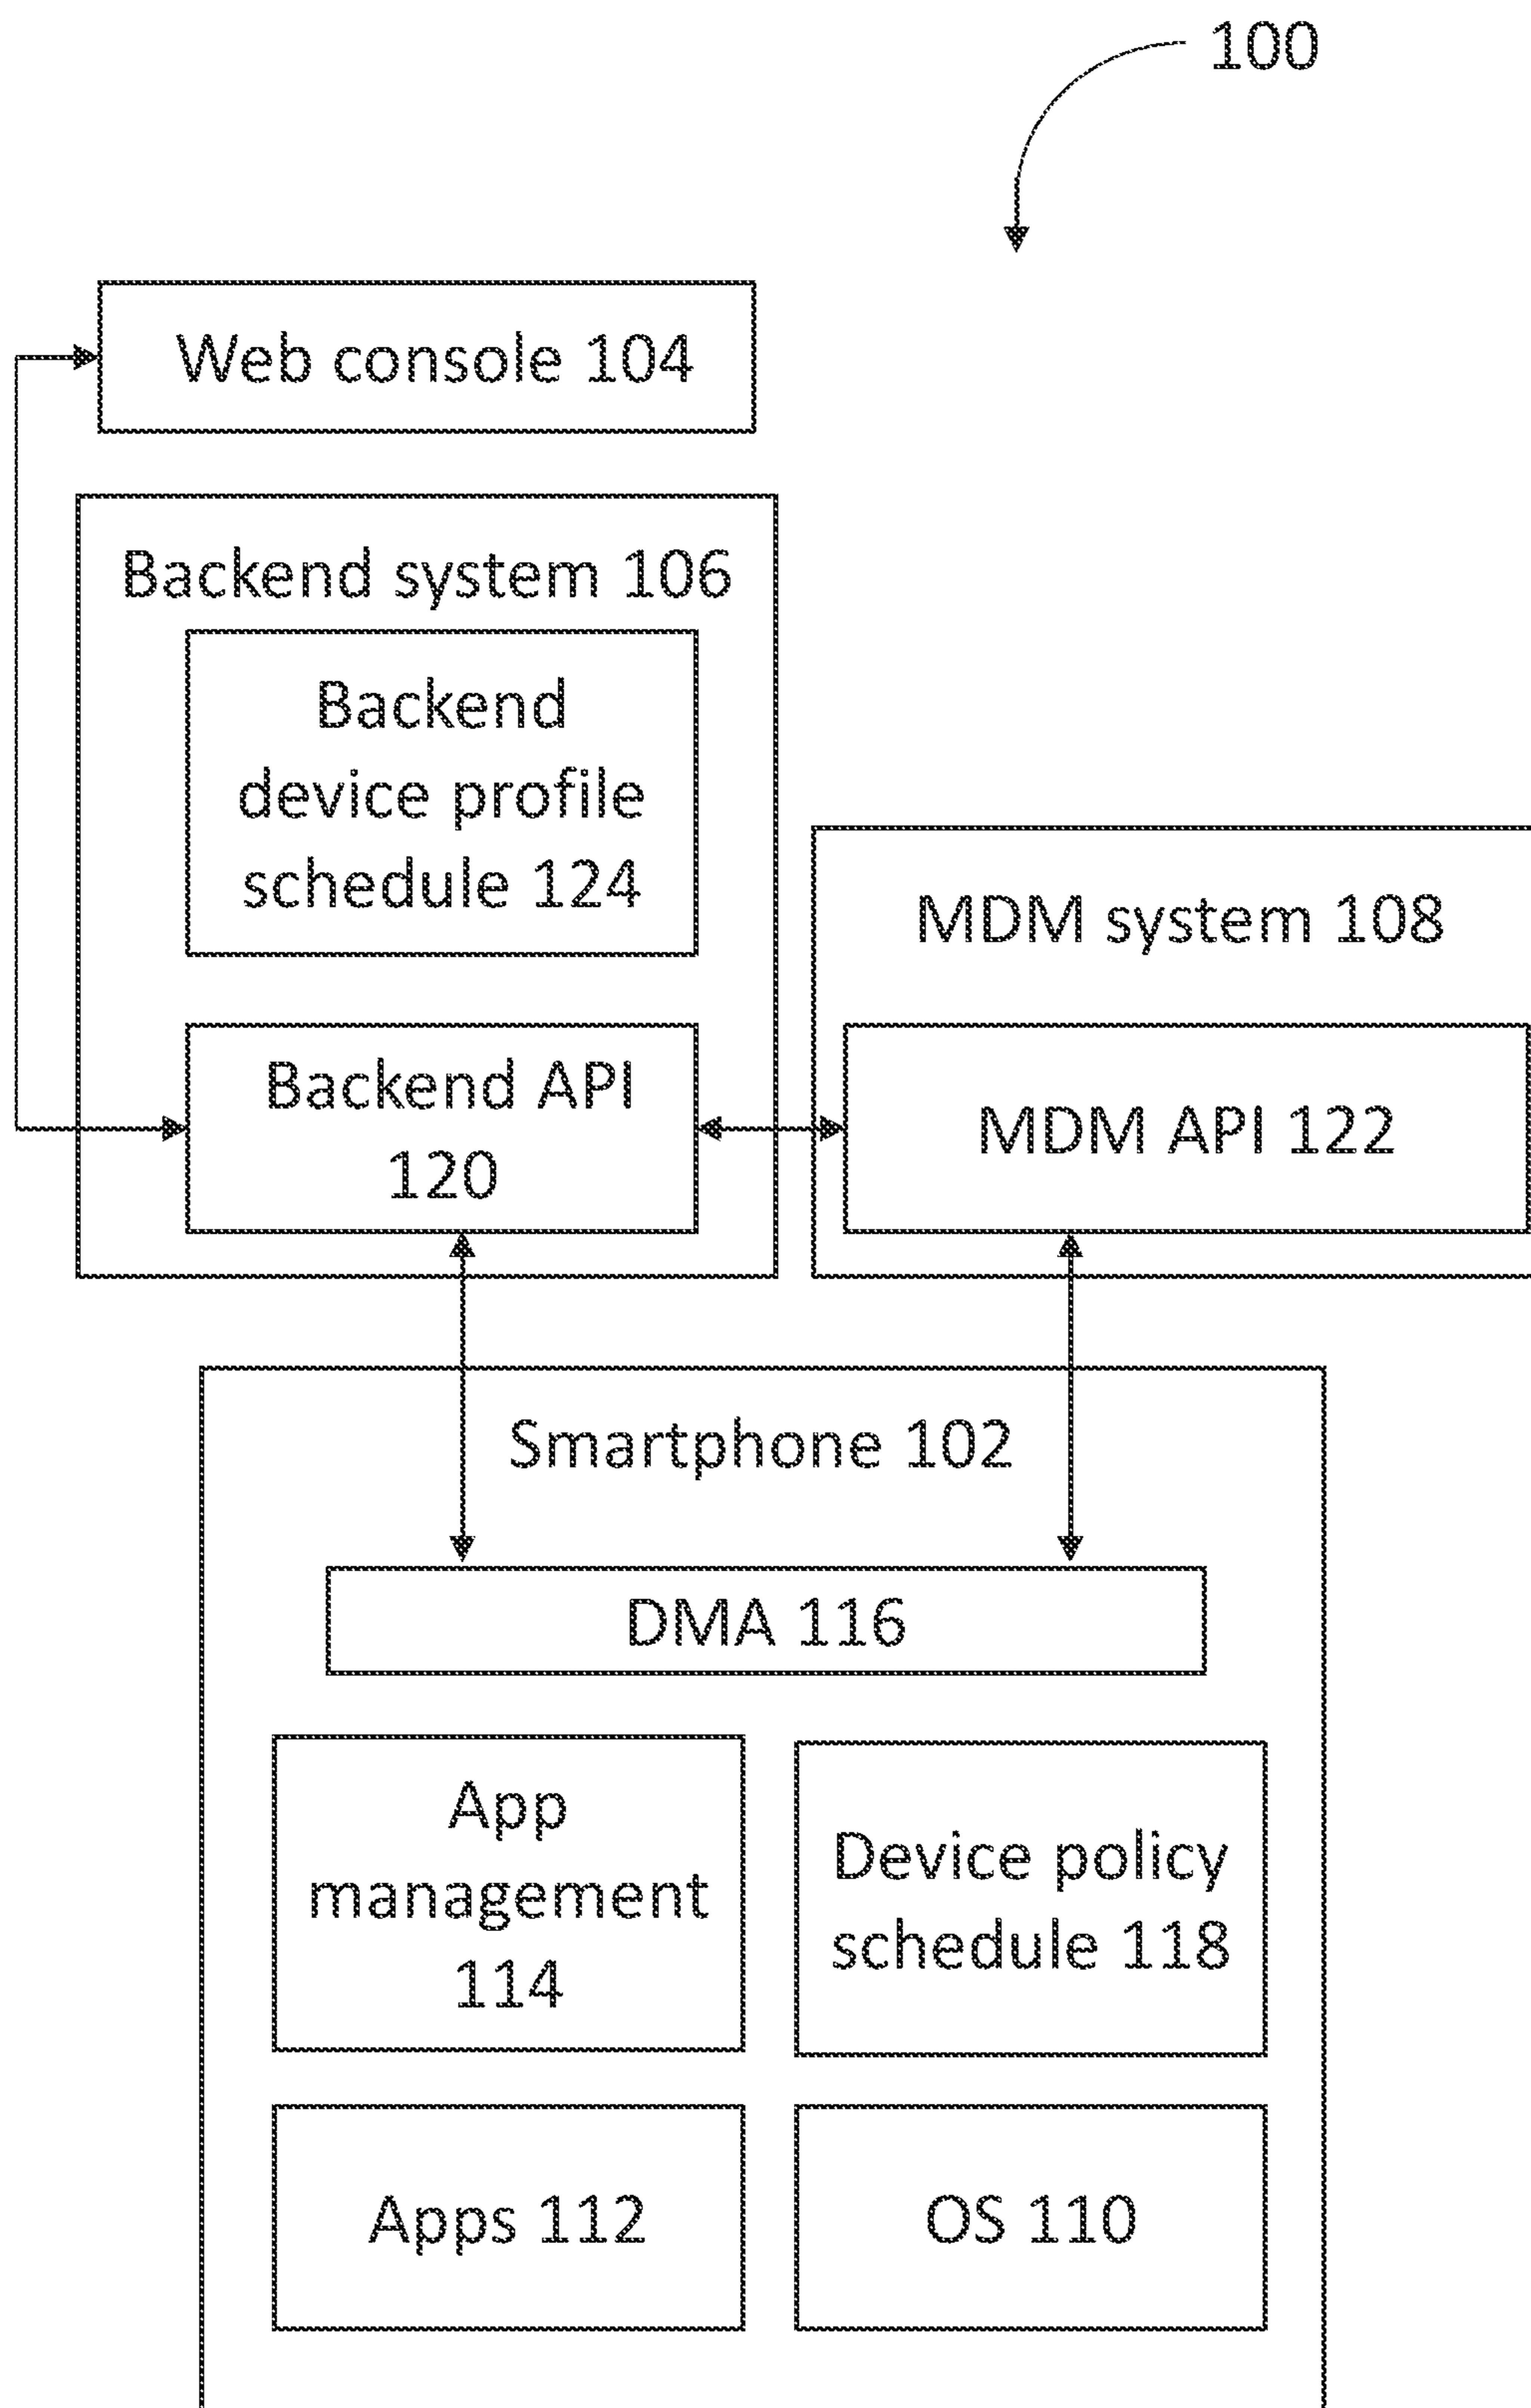 100
Web console 104
Backend system 106
Backend
device profile
schedule 124
MDM system 108
Backend API
120
MDM API 122
Smartphone 102
DMA 116
App
management
114
Device policy
schedule 118
Apps 112
OS 110